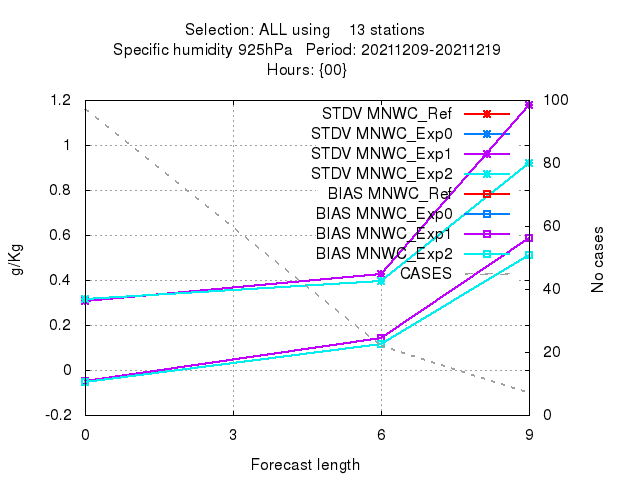 Selection: ALL using 13 stations
Specific humidity 925hPa Period: 20211209-20211219
Hours: {00}
1.2
1
0.8
0.6
0.4
0.2
0
-0.2
g/Kg
STDV MNWC_Ref
STDV MNWC_Exp0
STDV MNWC_Exp1
STDV MNWC_Exp2
BIAS MNWC_Ref
BIAS MNWC_Exp0
BIAS MNWC_Exp1
BIAS MNWC_Exp2
CASES
100
80
60
40
20
0
No cases
0 3 6 9
Forecast length